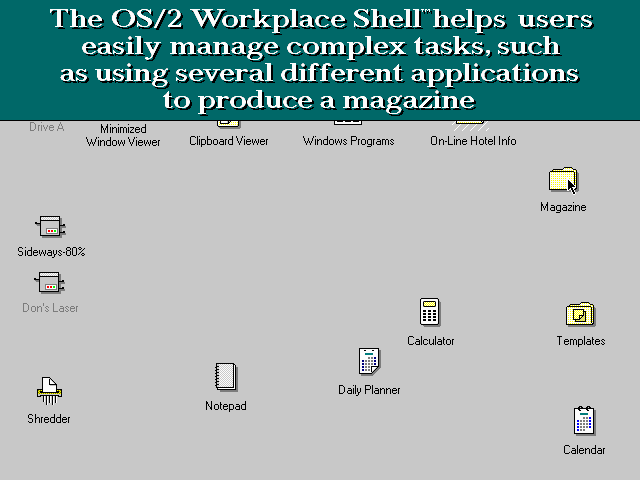 The OS/2 Workplace Shell™ helps users
easily manage complex tasks, such
as using several different applications
to produce a magazine
Drive A
Minimized
Window Viewer
Clipboard Viewer
Windows Programs
On-Line Hotel Info
Magazine
Sideways-80%
Don's Laser
Calculator
Templates
Daily Planner
Notepad
Shredder
Calendar